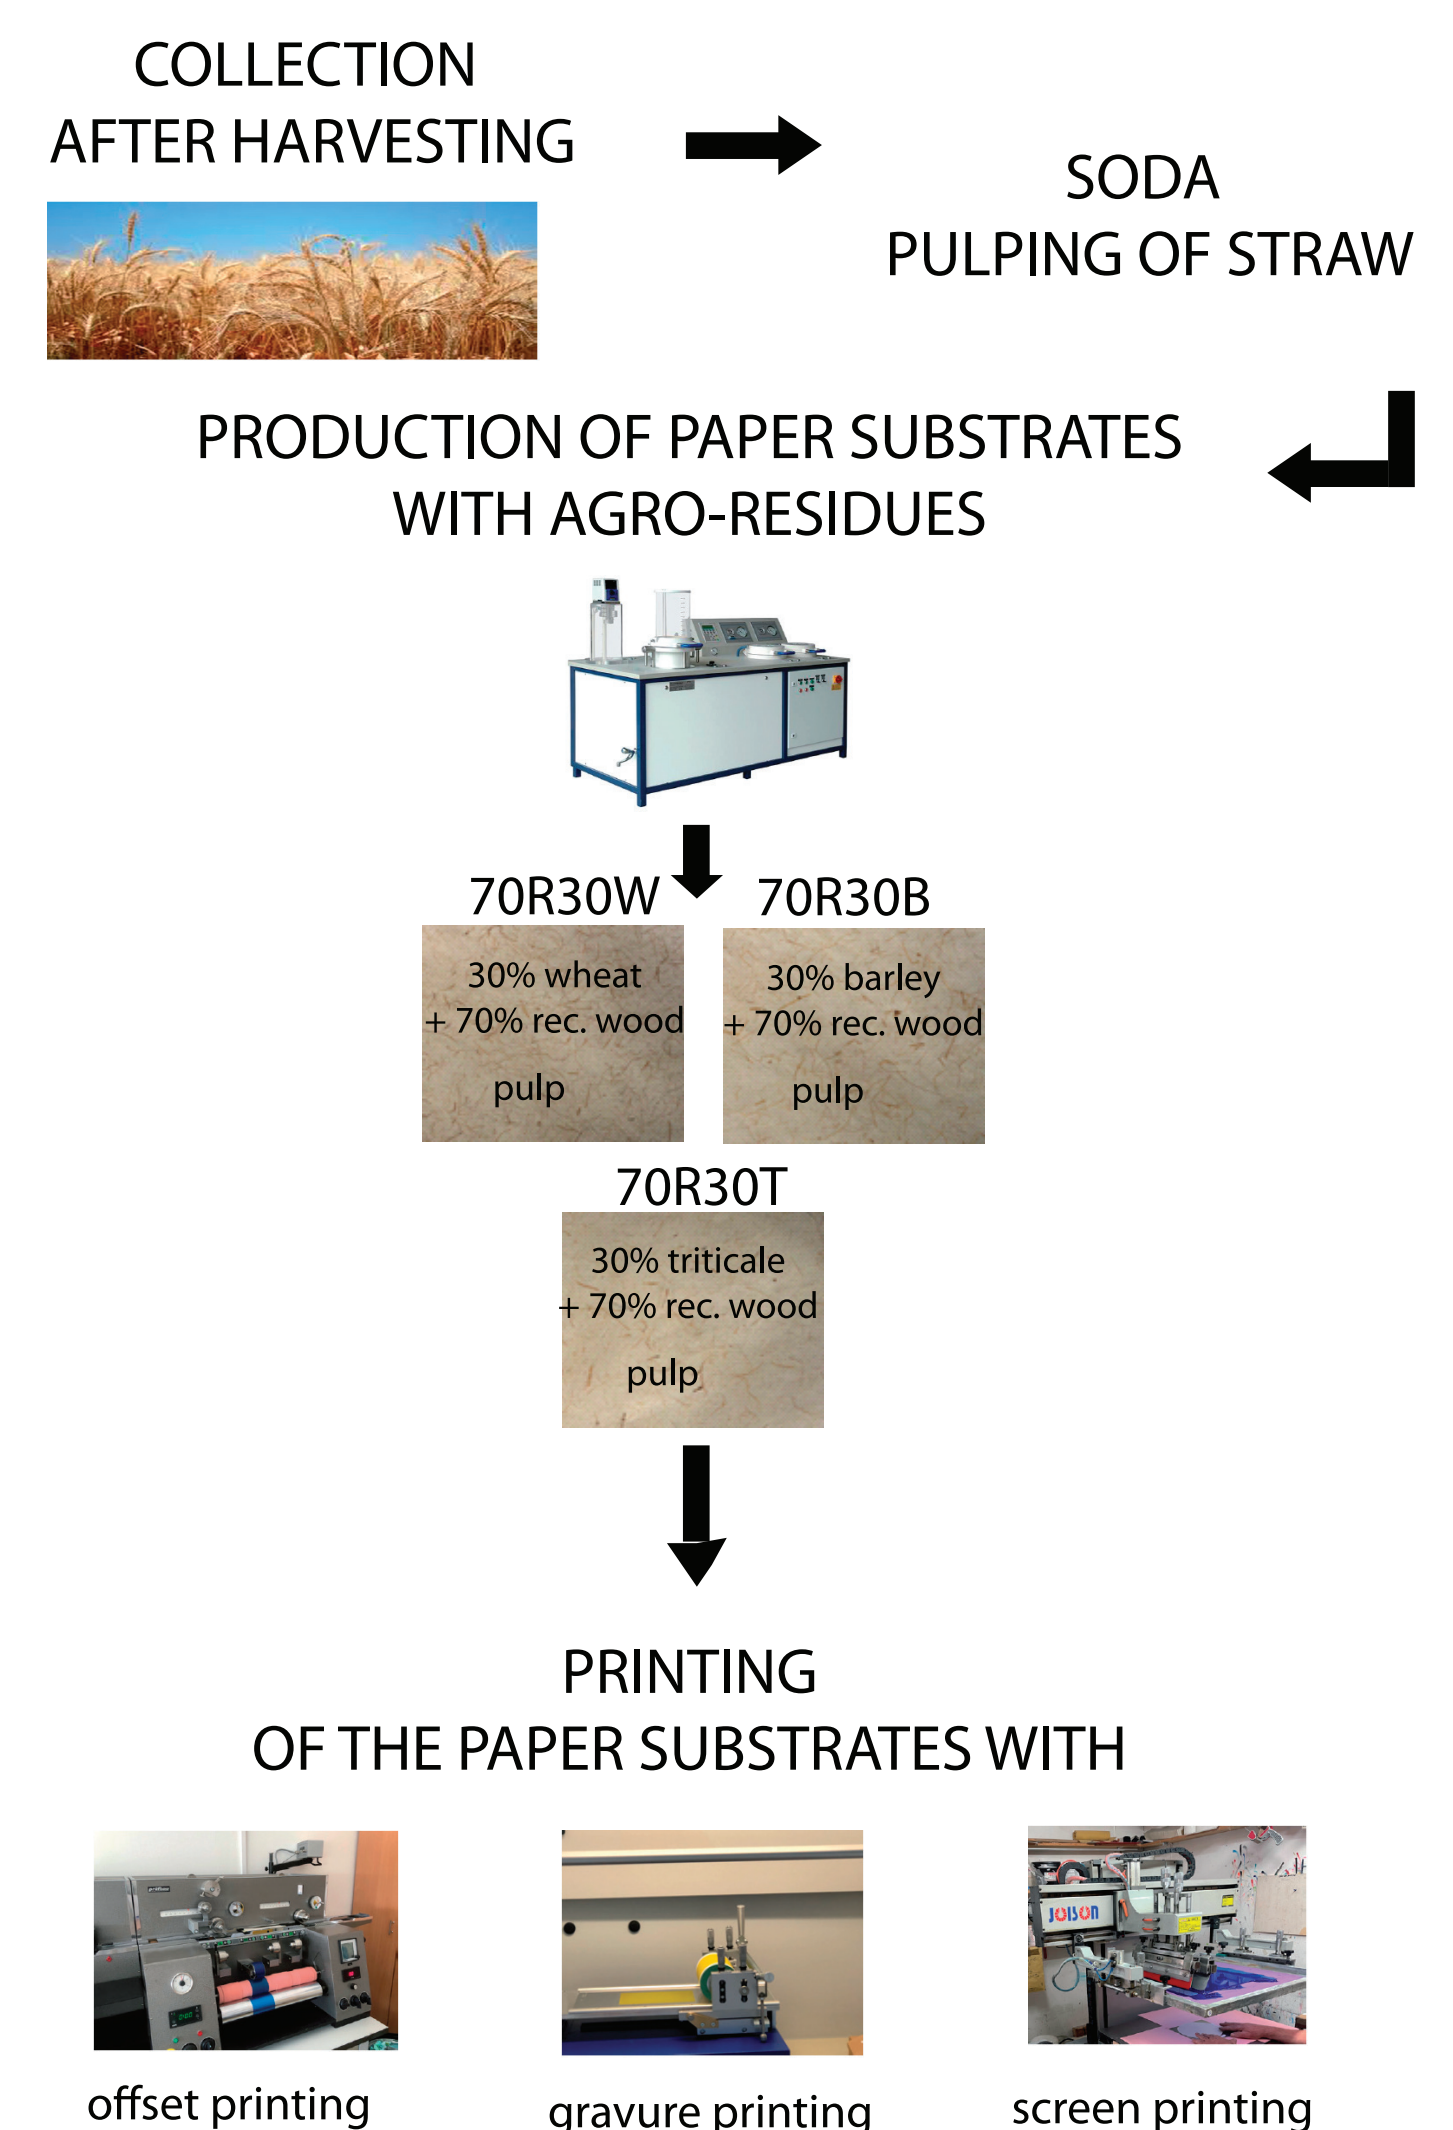 COLLECTION
AFTER HARVESTING
SODA
PULPING OF STRAW
PRODUCTION OF PAPER SUBSTRATES
WITH AGRO-RESIDUES
70R30W
70R30B
30% wheat
+ 70% rec. wood
pulp
30% barley
+ 70% rec. wood
pulp
70R30T
30% triticale
+ 70% rec. wood
pulp
PRINTING
OF THE PAPER SUBSTRATES WITH
JOISON
offset printing
gravure printing
screen printing